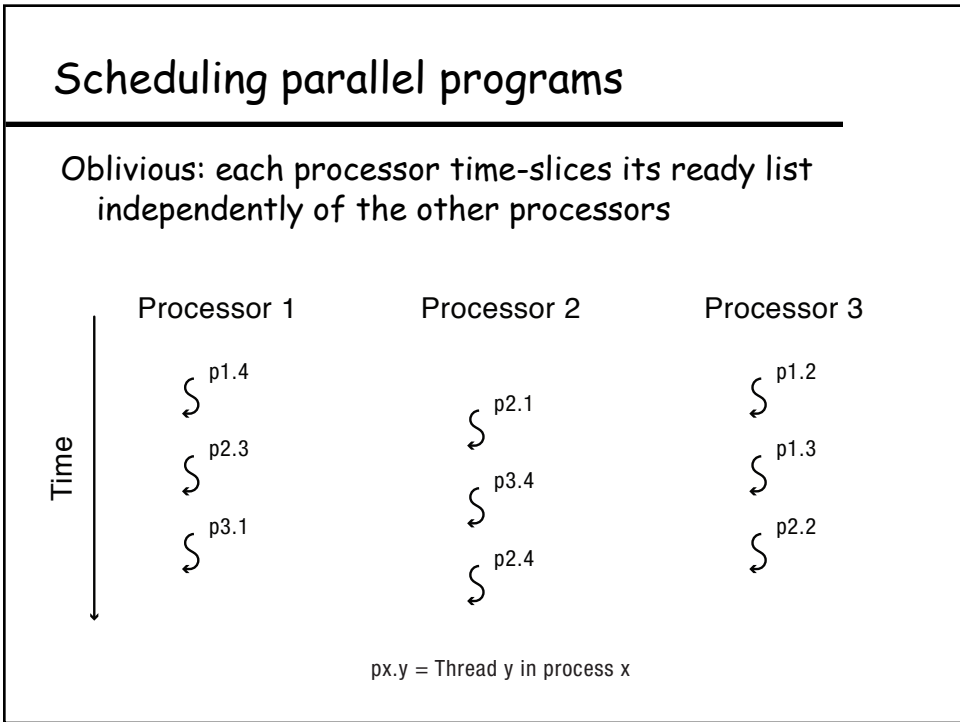 Scheduling parallel programs
Oblivious: each processor time-slices its ready list
independently of the other processors
Processor 1
Processor 2
Processor 3
Time
p1.4
p1.2
p2.1
p2.3
p1.3
p3.4
p3.1
p2.2
p2.4
px.y = Thread y in process x